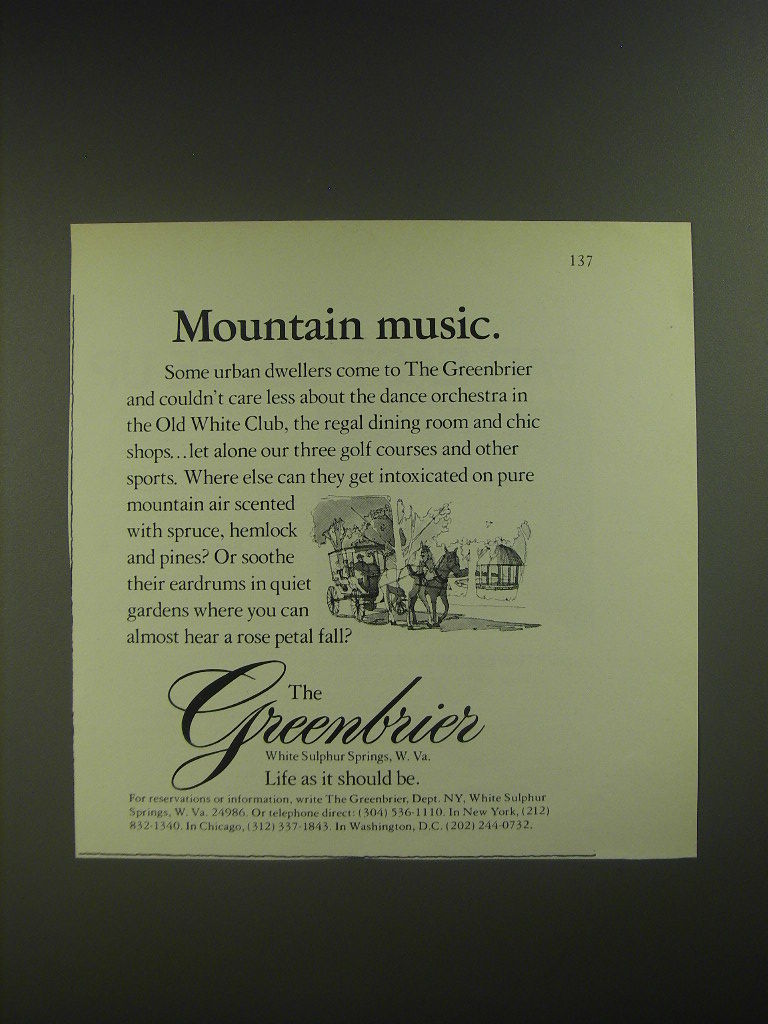 137
Mountain music.
Some urban dwellers come to The Greenbrier
and couldn't care less about the dance orchestra in
the Old White Club, the regal dining room and chic
shops...let alone our three golf courses and other
sports. Where else can they get intoxicated on pure
mountain air scented
with spruce, hemlock
and pines? Or soothe
their eardrums in quiet
gardens where you can
almost hear a rose petal fall?
The
Greenbrier
White Sulphur Springs, W. Va.
Life as it should be.
For reservations or information, write The Greenbrier, Dept. NY, White Sulphur
Springs, W. Va. 24986. Or telephone direct: (304) 536-1110. In New York, (212)
832-1340. In Chicago, (312) 337-1843. In Washington, D.C. (202) 244-0732.